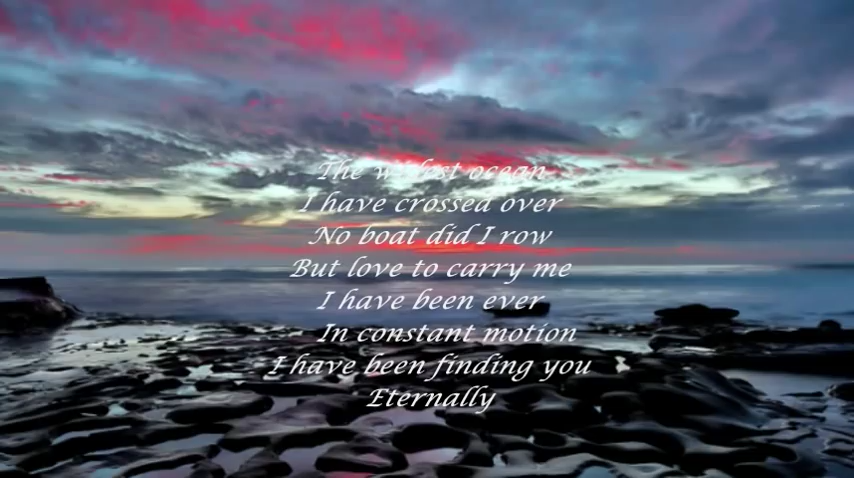 The widest ocean
I have crossed over
No boat did I row
But love to carry me
I have been ever
In constant motion
I have been finding you
Eternally